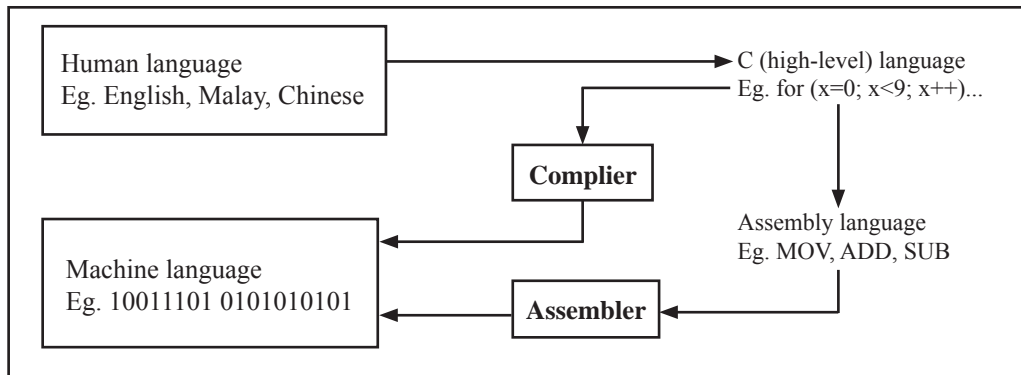 Human language
Eg. English, Malay, Chinese
C (high-level) language
Eg. for (x=0; x<9; x++)...
Complier
Assembly language
Eg. MOV, ADD, SUB
Machine language
Eg. 10011101 0101010101
Assembler